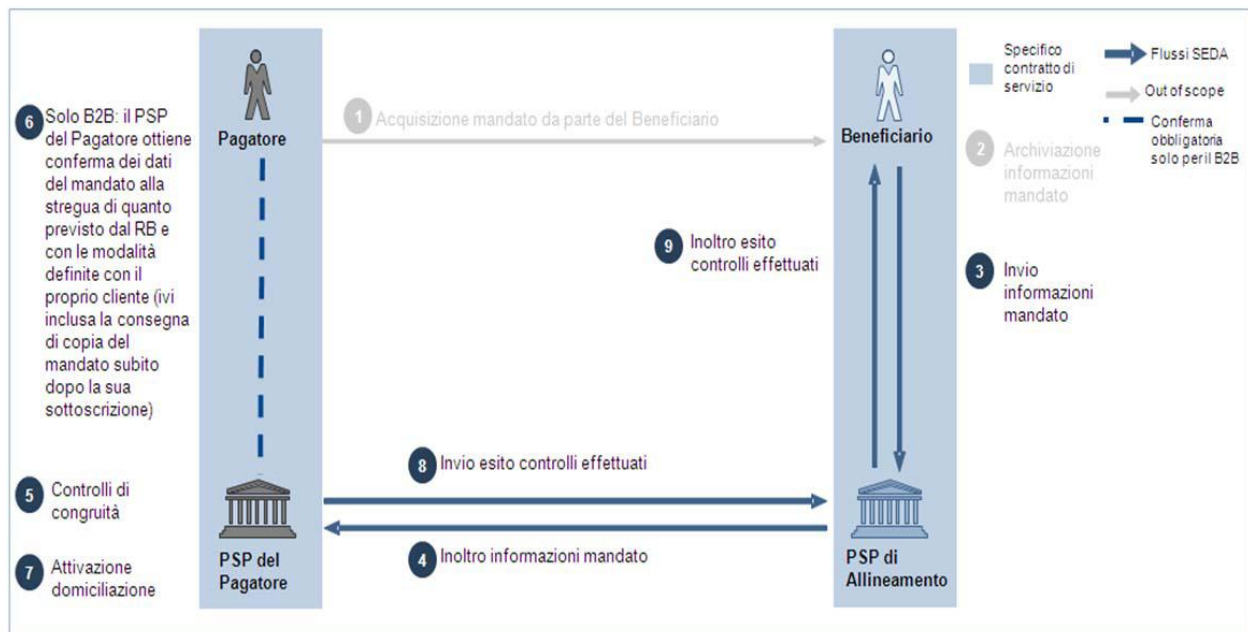 6
Solo B2B: il PSP
del Pagatore ottiene
conferma dei dati
del mandato alla
stregua di quanto
previsto dal RB e
con le modalità
definite con il
proprio cliente (ivi
inclusa la consegna
di copia del
mandato subito
dopo la sua
sottoscrizione)
5
Controlli di
congruità
7
Attivazione
domiciliazione
Pagatore
PSP del
Pagatore
1
Acquisizione mandato da parte del Beneficiario
9
Inoltro esito
controlli effettuati
8
Invio esito controlli effettuati
4
Inoltro informazioni mandato
Beneficiario
PSP di
Allineamento
2
Archiviazione
informazioni
mandato
3
Invio
informazioni
mandato
Specifico
contratto di
servizio
Flussi SEDA
Out of scope
Conferma
obbligatoria
solo per il B2B